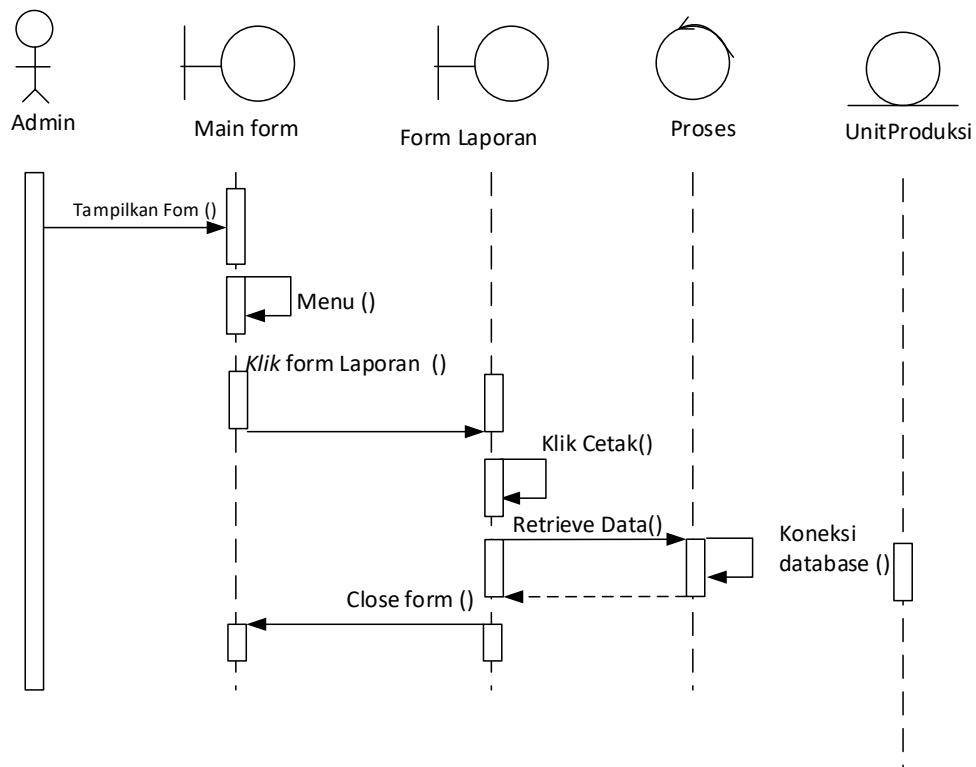 Admin
Main form
Form Laporan
Proses
UnitProduksi
Tampilkan Fom ()
Menu ()
Klik form Laporan ()
Klik Cetak()
Retrieve Data()
Koneksi
database ()
Close form ()